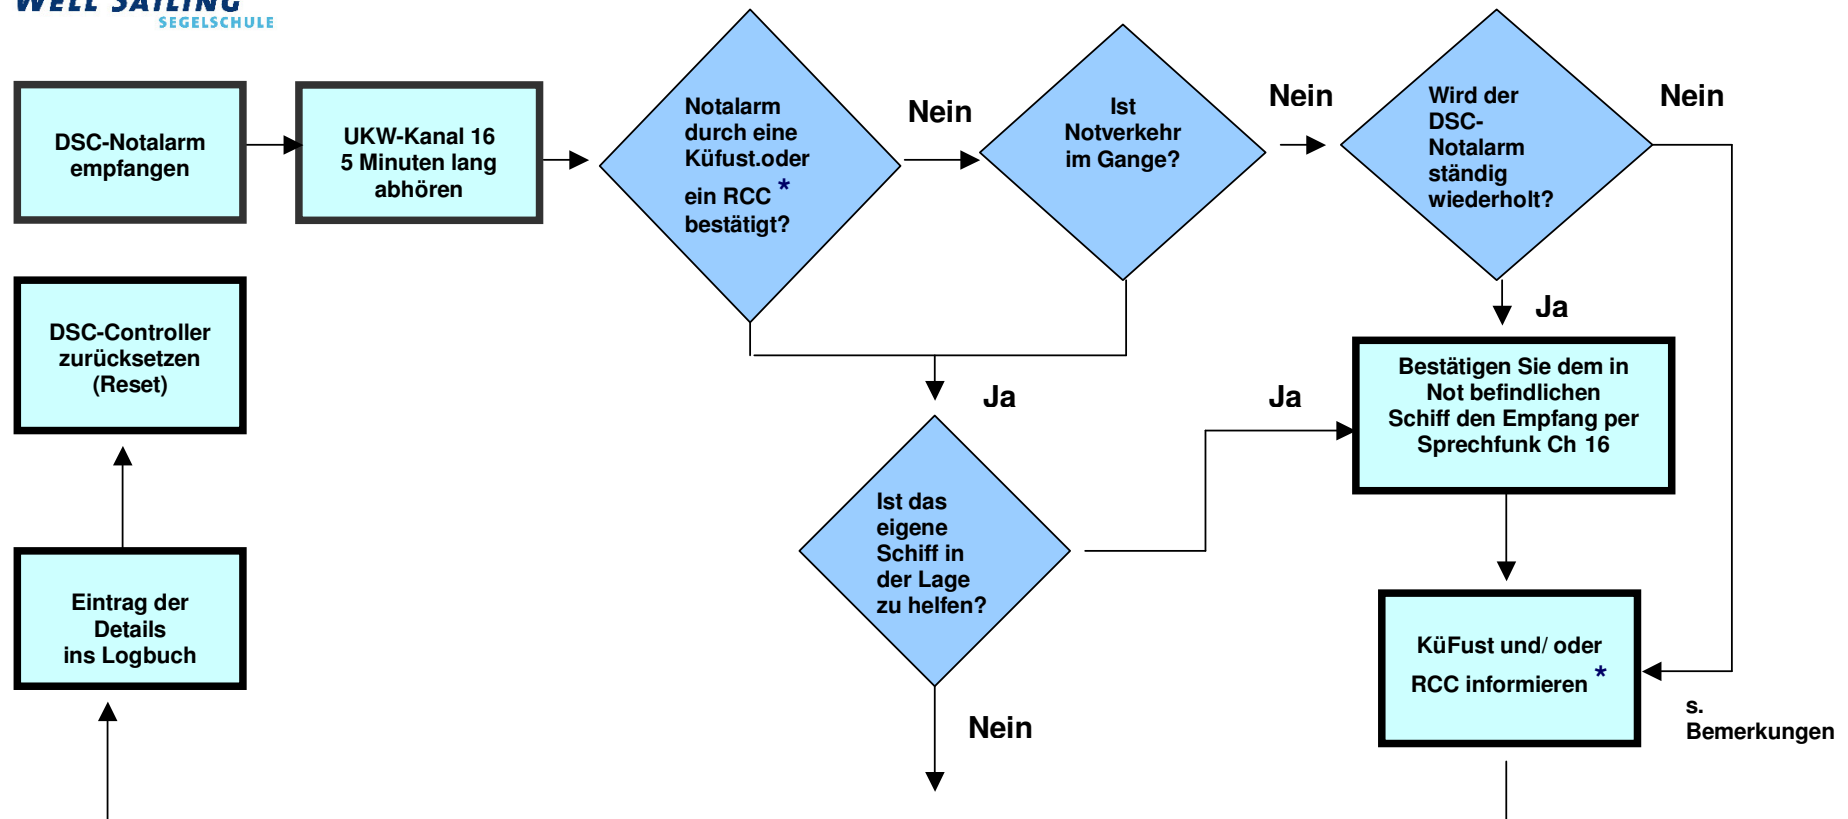 WELL SAILING
SEGELSCHULE
DSC-Notalarm
empfangen
UKW-Kanal 16
5 Minuten lang
abhören
Notalarm
durch eine
Küfust.oder
ein RCC *
bestätigt?
Nein
Ist
Notverkehr
im Gange?
Nein
Wird der
DSC-
Notalarm
ständig
wiederholt?
Nein
DSC-Controller
zurücksetzen
(Reset)
Ja
Bestätigen Sie dem in
Not befindlichen
Schiff den Empfang per
Sprechfunk Ch 16
Ja
Ja
Ist das
eigene
Schiff in
der Lage
zu helfen?
Eintrag der
Details
ins Logbuch
KüFust und/ oder
RCC informieren *
s.
Bemerkungen
Nein